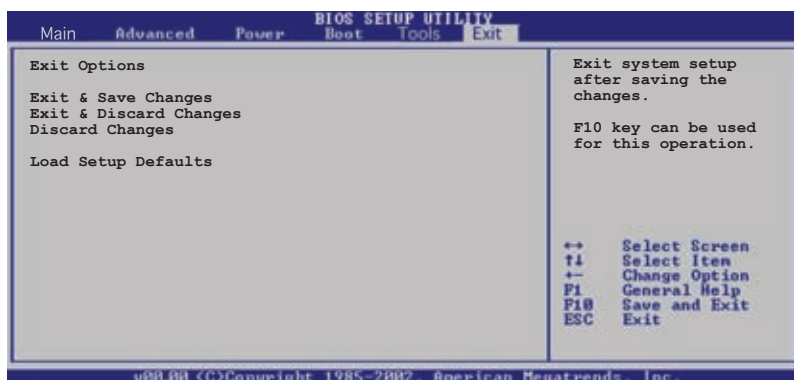 BIOS SETUP UTILITY
Main Advanced Power Boot Tools Exit
Exit Options
Exit & Save Changes
Exit & Discard Changes
Discard Changes
Load Setup Defaults
Exit system setup
after saving the
changes.
F10 key can be used
for this operation.
↔ Select Screen
↑↓ Select Item
+- Change Option
F1 General Help
F10 Save and Exit
ESC Exit
v00.00 (C)Copyright 1985-2002, American Megatrends, Inc.